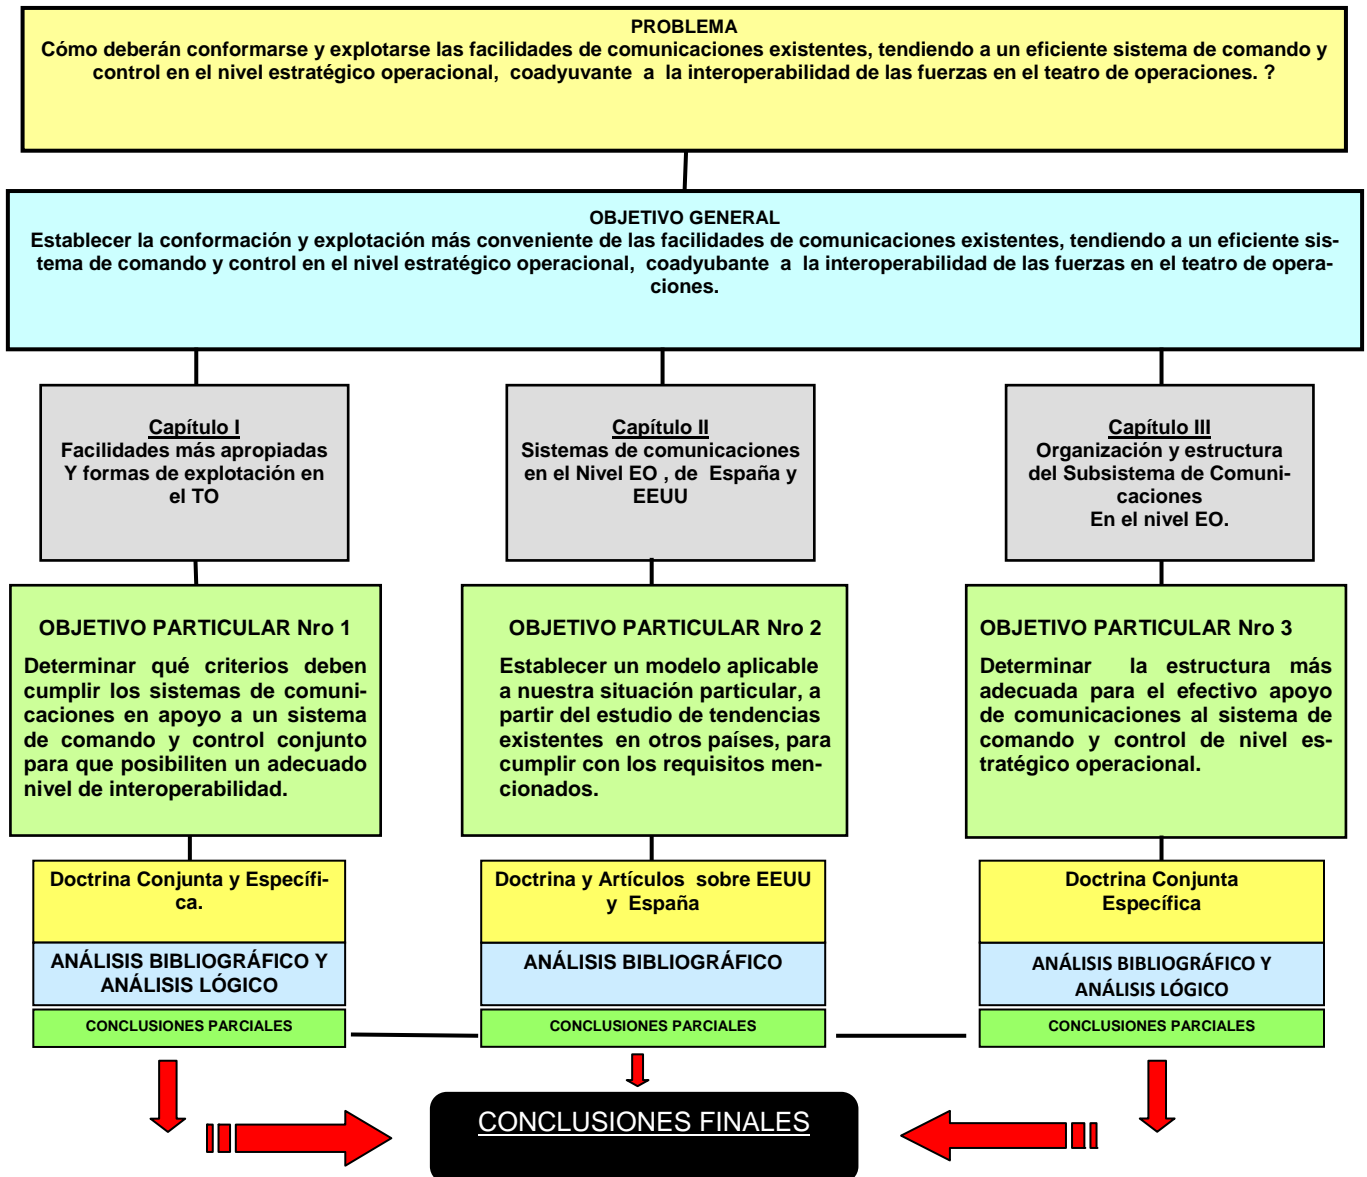 PROBLEMA
Cómo deberán conformarse y explotarse las facilidades de comunicaciones existentes, tendiendo a un eficiente sistema de comando y
control en el nivel estratégico operacional, coadyuvante a la interoperabilidad de las fuerzas en el teatro de operaciones. ?
OBJETIVO GENERAL
Establecer la conformación y explotación más conveniente de las facilidades de comunicaciones existentes, tendiendo a un eficiente sis-
tema de comando y control en el nivel estratégico operacional, coadyubante a la interoperabilidad de las fuerzas en el teatro de opera-
ciones.
Capítulo I
Facilidades más apropiadas
Y formas de explotación en
el TO
Capítulo II
Sistemas de comunicaciones
en el Nivel EO , de España y
EEUU
Capítulo III
Organización y estructura
del Subsistema de Comuni-
caciones
En el nivel EO.
OBJETIVO PARTICULAR Nro 1
Determinar qué criterios deben
cumplir los sistemas de comuni-
caciones en apoyo a un sistema
de comando y control conjunto
para que posibiliten un adecuado
nivel de interoperabilidad.
OBJETIVO PARTICULAR Nro 2
Establecer un modelo aplicable
a nuestra situación particular, a
partir del estudio de tendencias
existentes en otros países, para
cumplir con los requisitos men-
cionados.
OBJETIVO PARTICULAR Nro 3
Determinar la estructura más
adecuada para el efectivo apoyo
de comunicaciones al sistema de
comando y control de nivel es-
tratégico operacional.
Doctrina Conjunta y Específi-
ca.
ANÁLISIS BIBLIOGRÁFICO Y
ANÁLISIS LÓGICO
CONCLUSIONES PARCIALES
Doctrina y Artículos sobre EEUU
y España
ANÁLISIS BIBLIOGRÁFICO
CONCLUSIONES PARCIALES
Doctrina Conjunta
Específica
ANÁLISIS BIBLIOGRÁFICO Y
ANÁLISIS LÓGICO
CONCLUSIONES PARCIALES
CONCLUSIONES FINALES